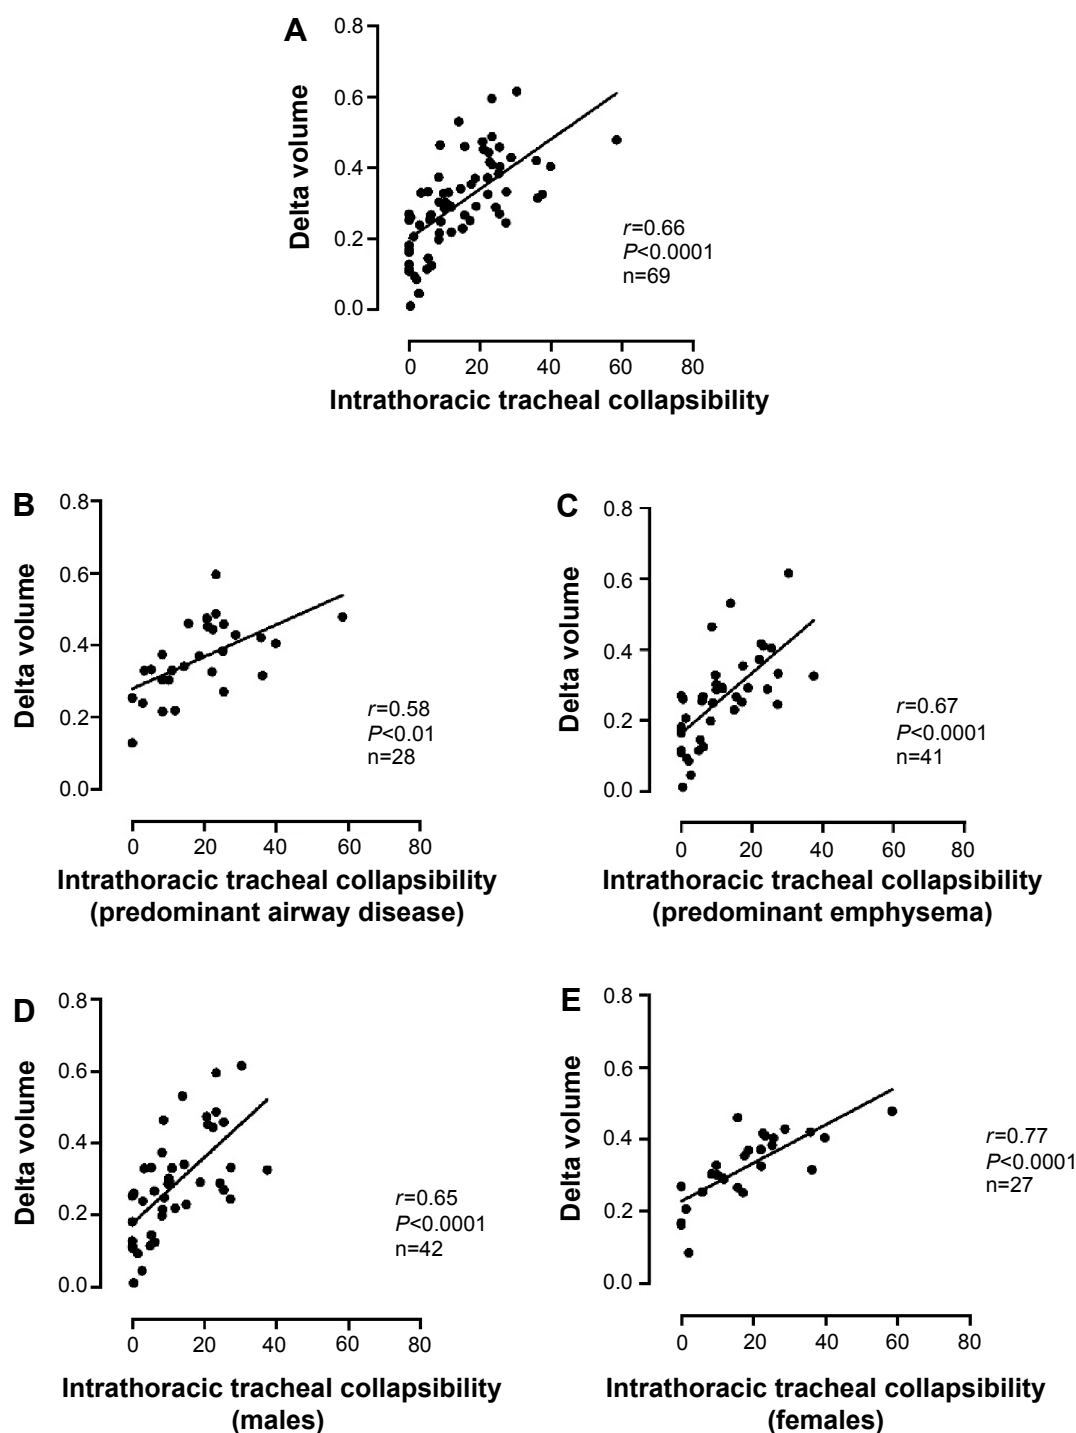 A
0.8
0.6
0.4
0.2
0.0
Delta volume
r=0.66
P<0.0001
n=69
0 20 40 60 80
Intrathoracic tracheal collapsibility
B
0.8
0.6
0.4
0.2
0.0
Delta volume
r=0.58
P<0.01
n=28
0 20 40 60 80
Intrathoracic tracheal collapsibility
(predominant airway disease)
C
0.8
0.6
0.4
0.2
0.0
Delta volume
r=0.67
P<0.0001
n=41
0 20 40 60 80
Intrathoracic tracheal collapsibility
(predominant emphysema)
D
0.8
0.6
0.4
0.2
0.0
Delta volume
r=0.65
P<0.0001
n=42
0 20 40 60 80
Intrathoracic tracheal collapsibility
(males)
E
0.8
0.6
0.4
0.2
0.0
Delta volume
r=0.77
P<0.0001
n=27
0 20 40 60 80
Intrathoracic tracheal collapsibility
(females)